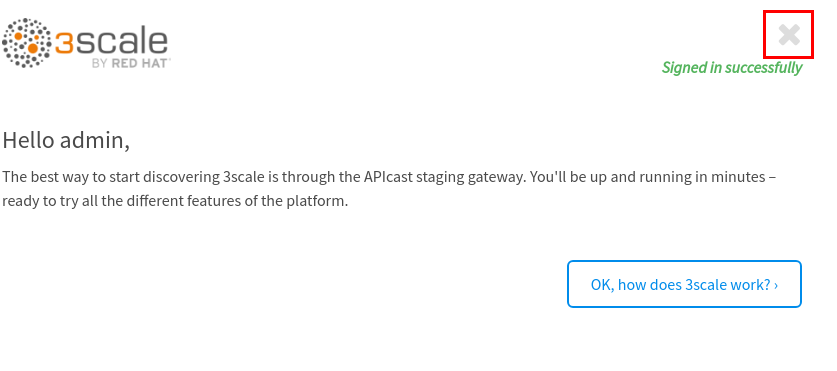 3scale
BY RED HAT
Signed in successfully
Hello admin,
The best way to start discovering 3scale is through the APIcast staging gateway. You'll be up and running in minutes –
ready to try all the different features of the platform.
OK, how does 3scale work? ›